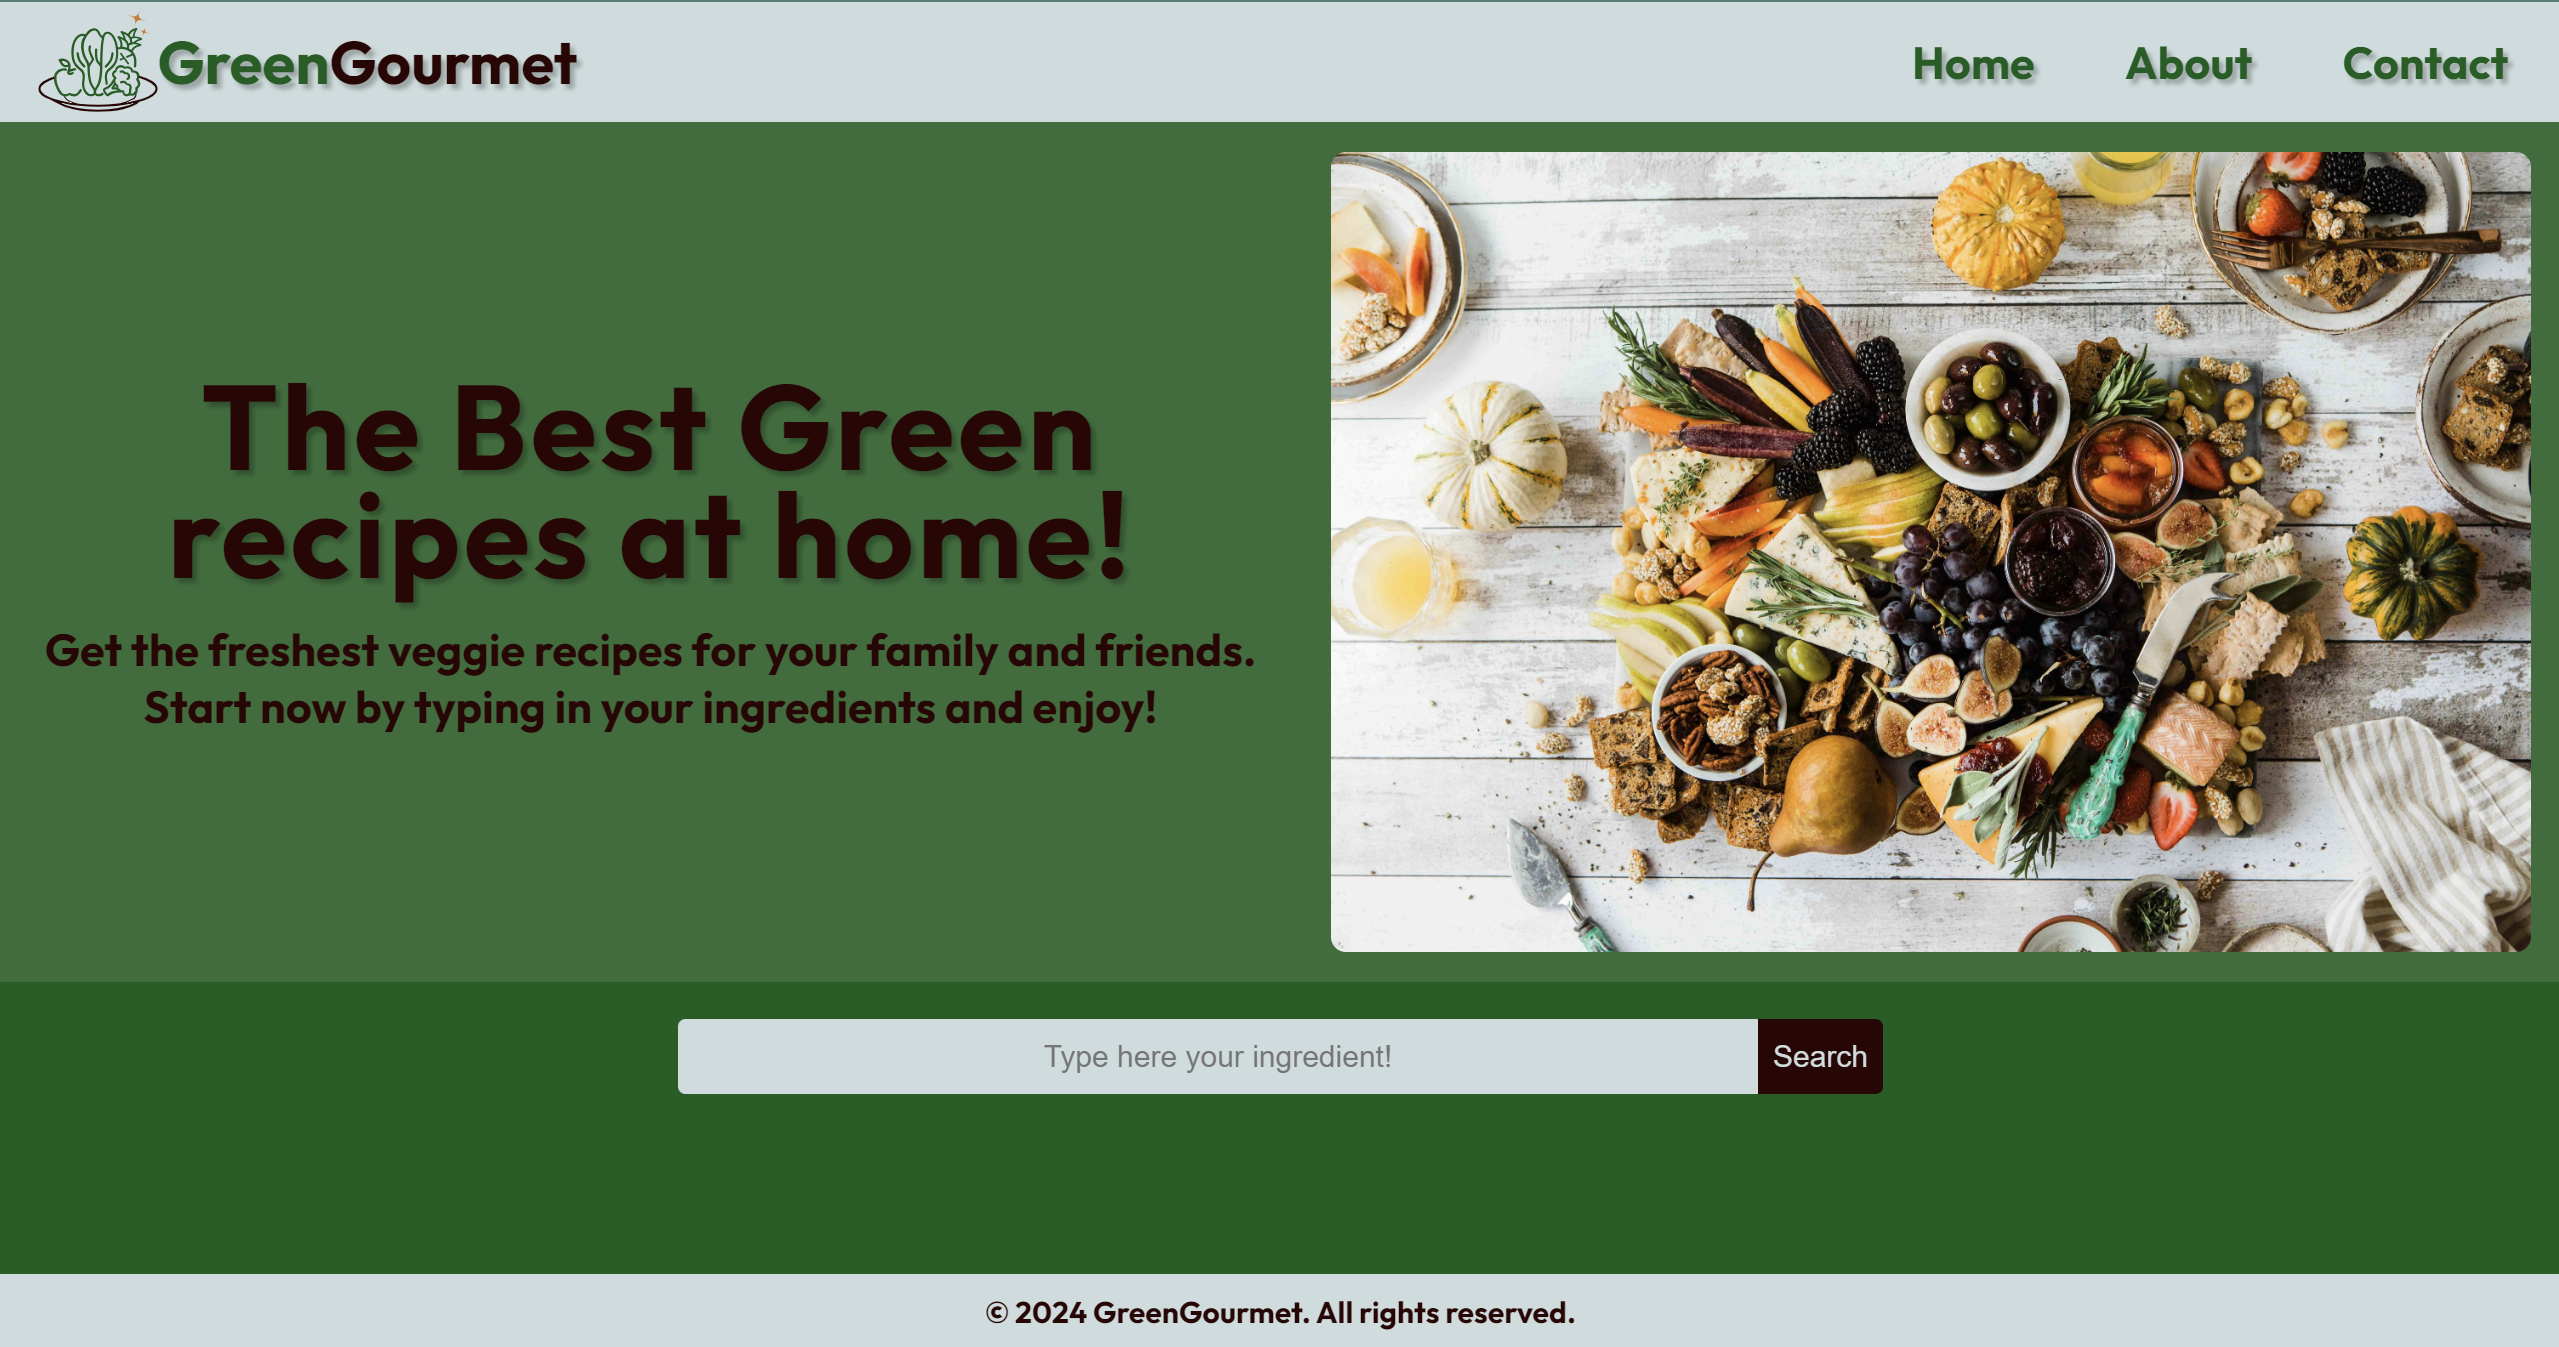 GreenGourmet
Home
About
Contact
The Best Green
recipes at home!
Get the freshest veggie recipes for your family and friends.
Start now by typing in your ingredients and enjoy!
Type here your ingredient!
Search
© 2024 GreenGourmet. All rights reserved.